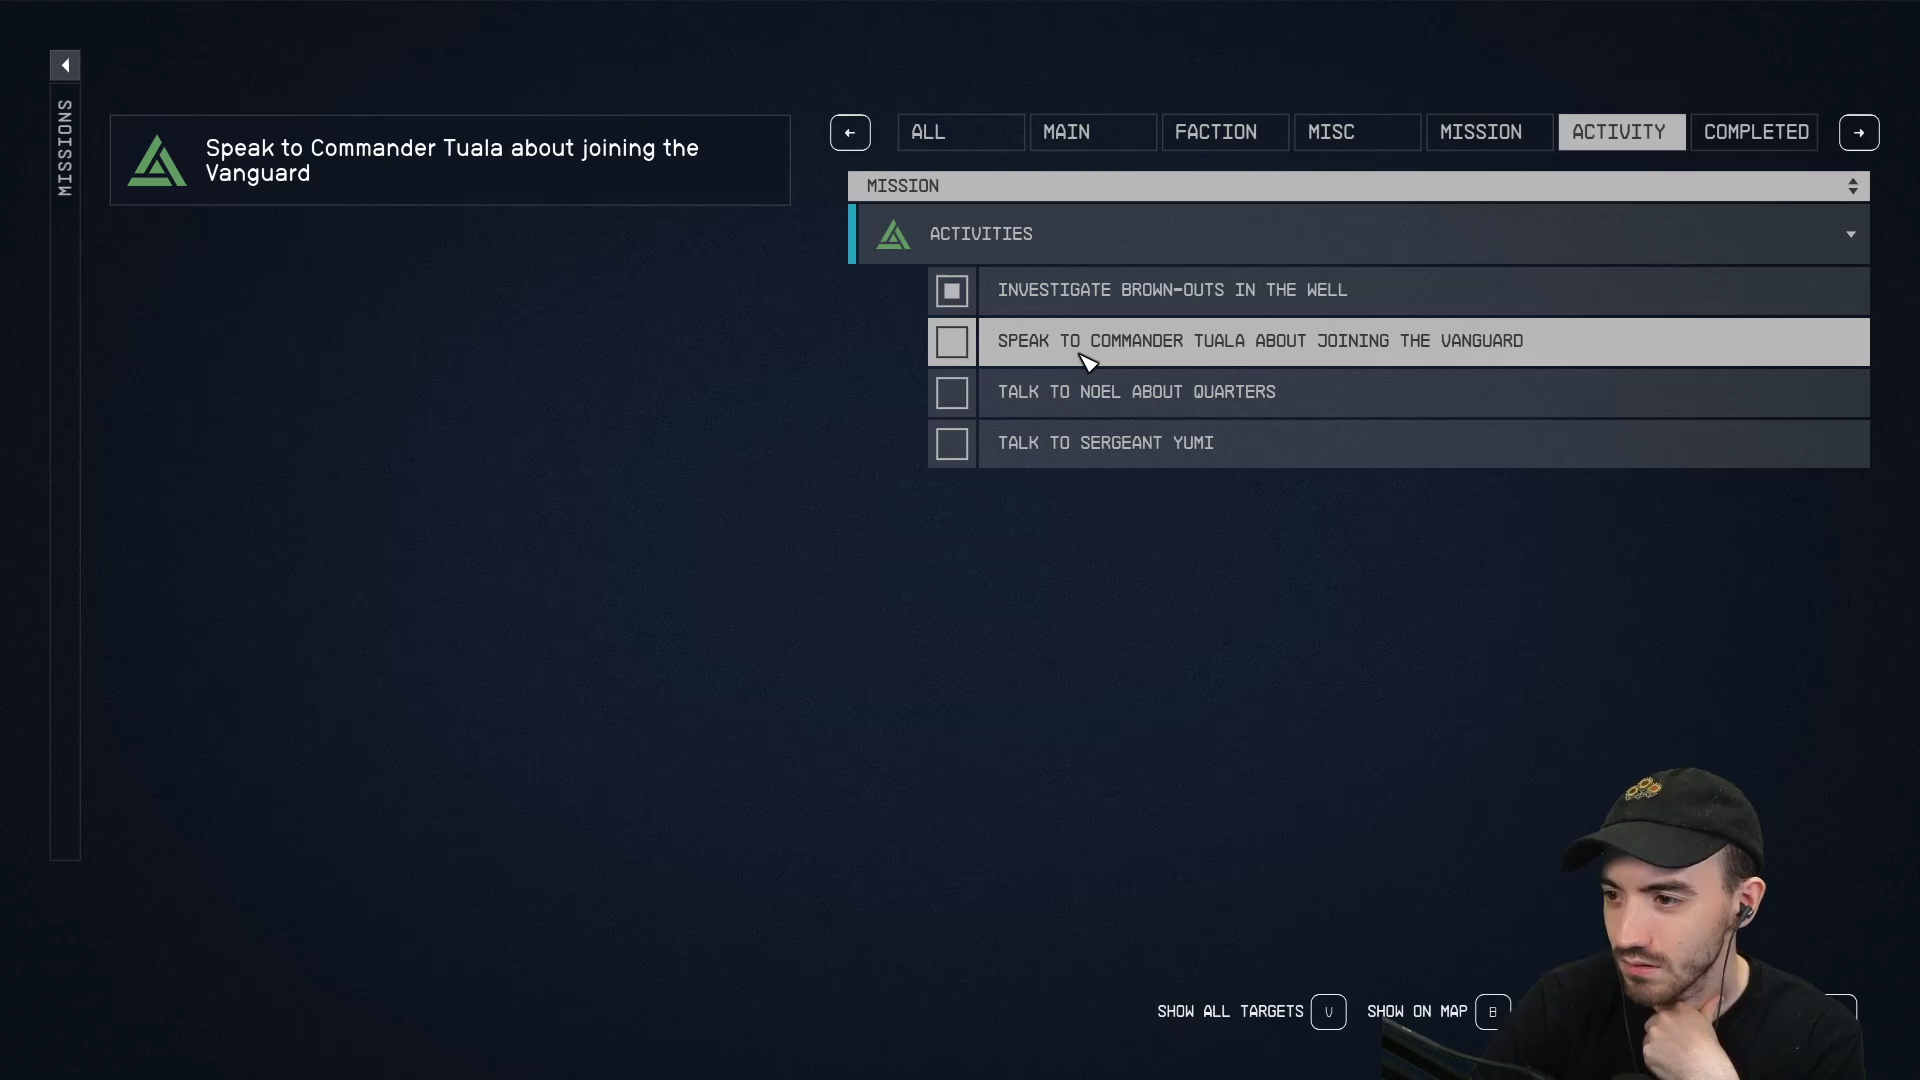 MISSIONS
Speak to Commander Tuala about joining the
Vanguard
ALL
MAIN
FACTION
MISC
MISSION
ACTIVITY
COMPLETED
MISSION
ACTIVITIES
INVESTIGATE BROWN-OUTS IN THE WELL
SPEAK TO COMMANDER TUALA ABOUT JOINING THE VANGUARD
TALK TO NOEL ABOUT QUARTERS
TALK TO SERGEANT YUMI
SHOW ALL TARGETS V SHOW ON MAP B